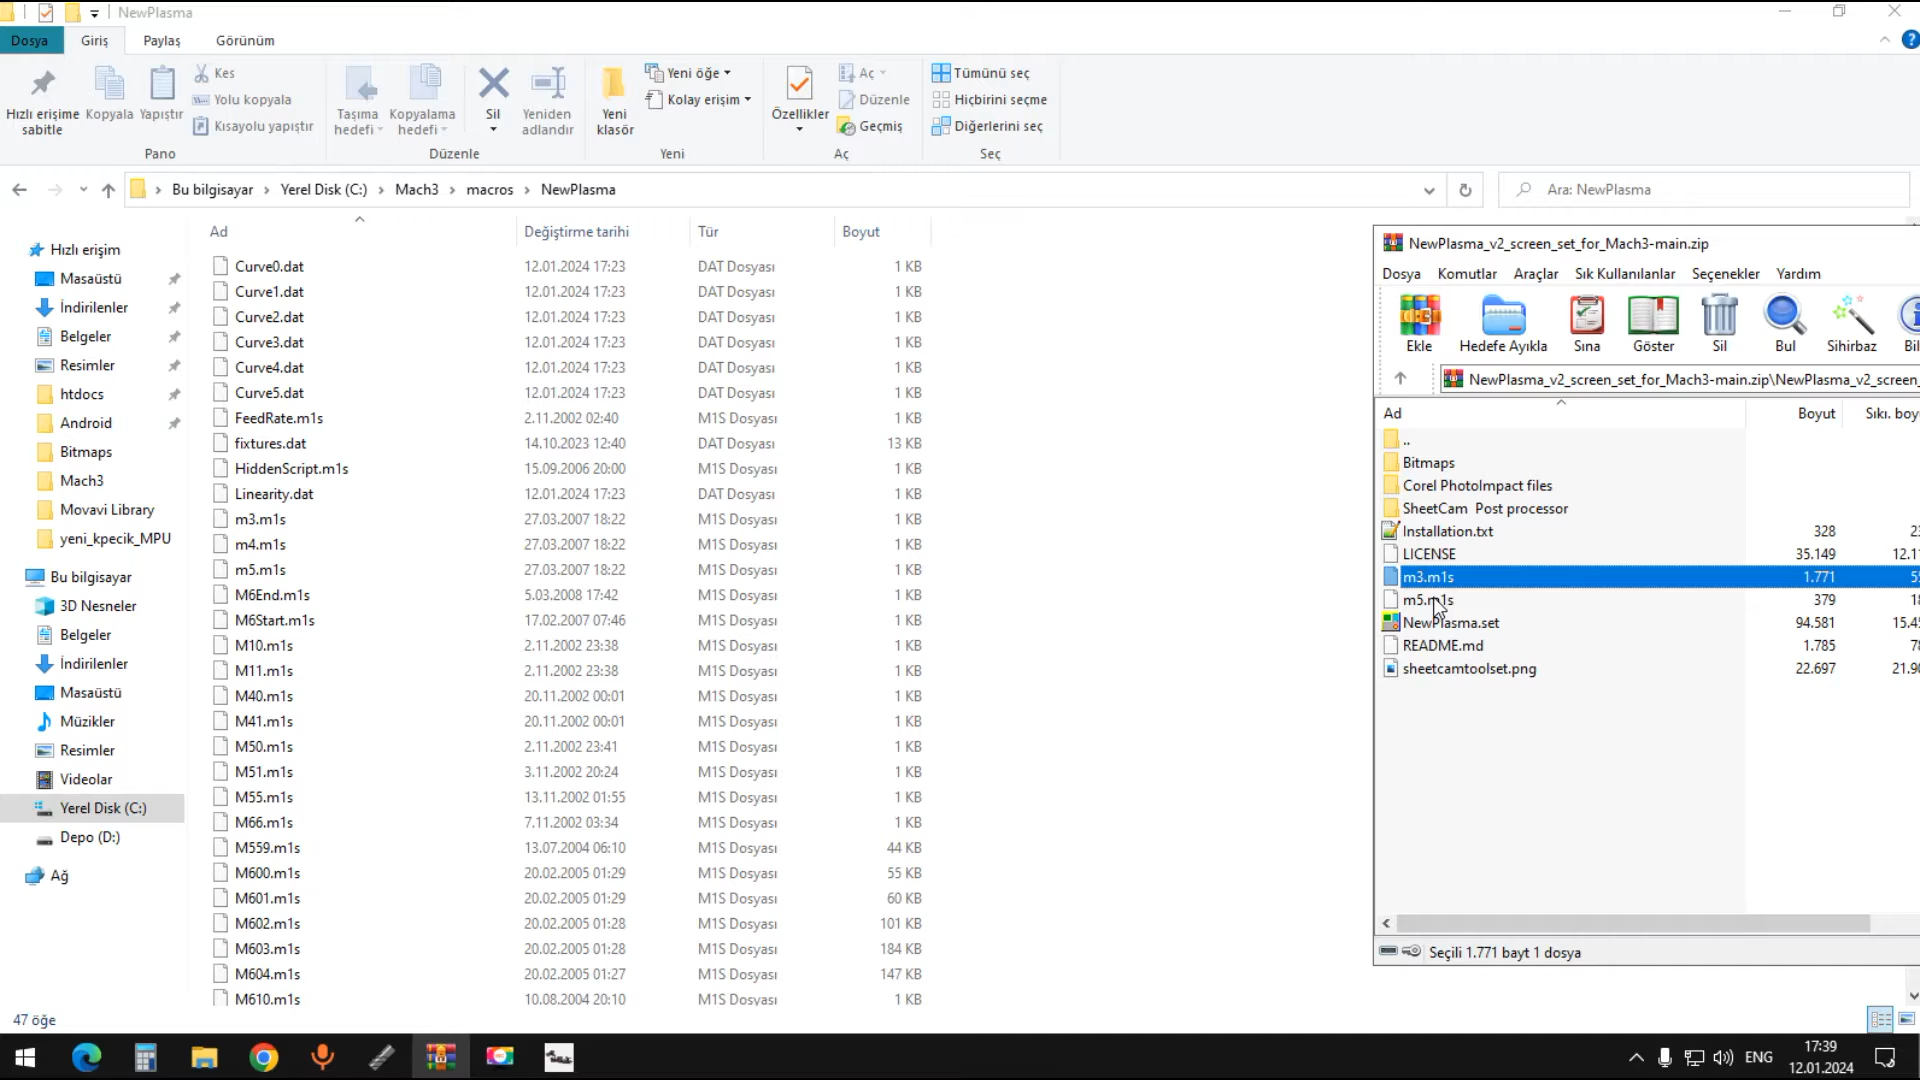 NewPlasma
Dosya Giriş Paylaş Görünüm
Hızlı erişime sabitle
Kopyala
Yapıştır
Kes
Yolu kopyala
Kısayolu yapıştır
Pano
Taşıma hedefi
Kopyalama hedefi
Sil
Yeniden adlandır
Düzenle
Yeni klasör
Yeni öğe
Kolay erişim
Yeni
Özellikler
Aç
Düzenle
Geçmiş
Aç
Tümünü seç
Hiçbirini seçme
Diğerlerini seç
Seç
Bu bilgisayar › Yerel Disk (C:) › Mach3 › macros › NewPlasma
Ara: NewPlasma
Hızlı erişim
Masaüstü
İndirilenler
Belgeler
Resimler
htdocs
Android
Bitmaps
Mach3
Movavi Library
yeni_kpecik_MPU
Bu bilgisayar
3D Nesneler
Belgeler
İndirilenler
Masaüstü
Müzikler
Resimler
Videolar
Yerel Disk (C:)
Depo (D:)
Ağ
Ad Değiştirme tarihi Tür Boyut
Curve0.dat 12.01.2024 17:23 DAT Dosyası 1 KB
Curve1.dat 12.01.2024 17:23 DAT Dosyası 1 KB
Curve2.dat 12.01.2024 17:23 DAT Dosyası 1 KB
Curve3.dat 12.01.2024 17:23 DAT Dosyası 1 KB
Curve4.dat 12.01.2024 17:23 DAT Dosyası 1 KB
Curve5.dat 12.01.2024 17:23 DAT Dosyası 1 KB
FeedRate.m1s 2.11.2002 02:40 M1S Dosyası 1 KB
fixtures.dat 14.10.2023 12:40 DAT Dosyası 13 KB
HiddenScript.m1s 15.09.2006 20:00 M1S Dosyası 1 KB
Linearity.dat 12.01.2024 17:23 DAT Dosyası 1 KB
m3.m1s 27.03.2007 18:22 M1S Dosyası 1 KB
m4.m1s 27.03.2007 18:22 M1S Dosyası 1 KB
m5.m1s 27.03.2007 18:22 M1S Dosyası 1 KB
M6End.m1s 5.03.2008 17:42 M1S Dosyası 1 KB
M6Start.m1s 17.02.2007 07:46 M1S Dosyası 1 KB
M10.m1s 2.11.2002 23:38 M1S Dosyası 1 KB
M11.m1s 2.11.2002 23:38 M1S Dosyası 1 KB
M40.m1s 20.11.2002 00:01 M1S Dosyası 1 KB
M41.m1s 20.11.2002 00:01 M1S Dosyası 1 KB
M50.m1s 2.11.2002 23:41 M1S Dosyası 1 KB
M51.m1s 3.11.2002 20:24 M1S Dosyası 1 KB
M55.m1s 13.11.2002 01:55 M1S Dosyası 1 KB
M66.m1s 7.11.2002 03:34 M1S Dosyası 1 KB
M559.m1s 13.07.2004 06:10 M1S Dosyası 44 KB
M600.m1s 20.02.2005 01:29 M1S Dosyası 55 KB
M601.m1s 20.02.2005 01:29 M1S Dosyası 60 KB
M602.m1s 20.02.2005 01:28 M1S Dosyası 101 KB
M603.m1s 20.02.2005 01:28 M1S Dosyası 184 KB
M604.m1s 20.02.2005 01:27 M1S Dosyası 147 KB
M610.m1s 10.08.2004 20:10 M1S Dosyası 1 KB
47 öğe
NewPlasma_v2_screen_set_for_Mach3-main.zip
Dosya Komutlar Araçlar Sık Kullanılanlar Seçenekler Yardım
Ekle Hedefe Ayıkla Sına Göster Sil Bul Sihirbaz Bil
NewPlasma_v2_screen_set_for_Mach3-main.zip\NewPlasma_v2_screen_
Ad Boyut Sıkı. boy
..
Bitmaps
Corel PhotoImpact files
SheetCam Post processor
Installation.txt 328
LICENSE 35.149
m3.m1s 1.771
m5.m1s 379
NewPlasma.set 94.581
README.md 1.785
sheetcamtoolset.png 22.697
Seçili 1.771 bayt 1 dosya
ENG
17:39
12.01.2024